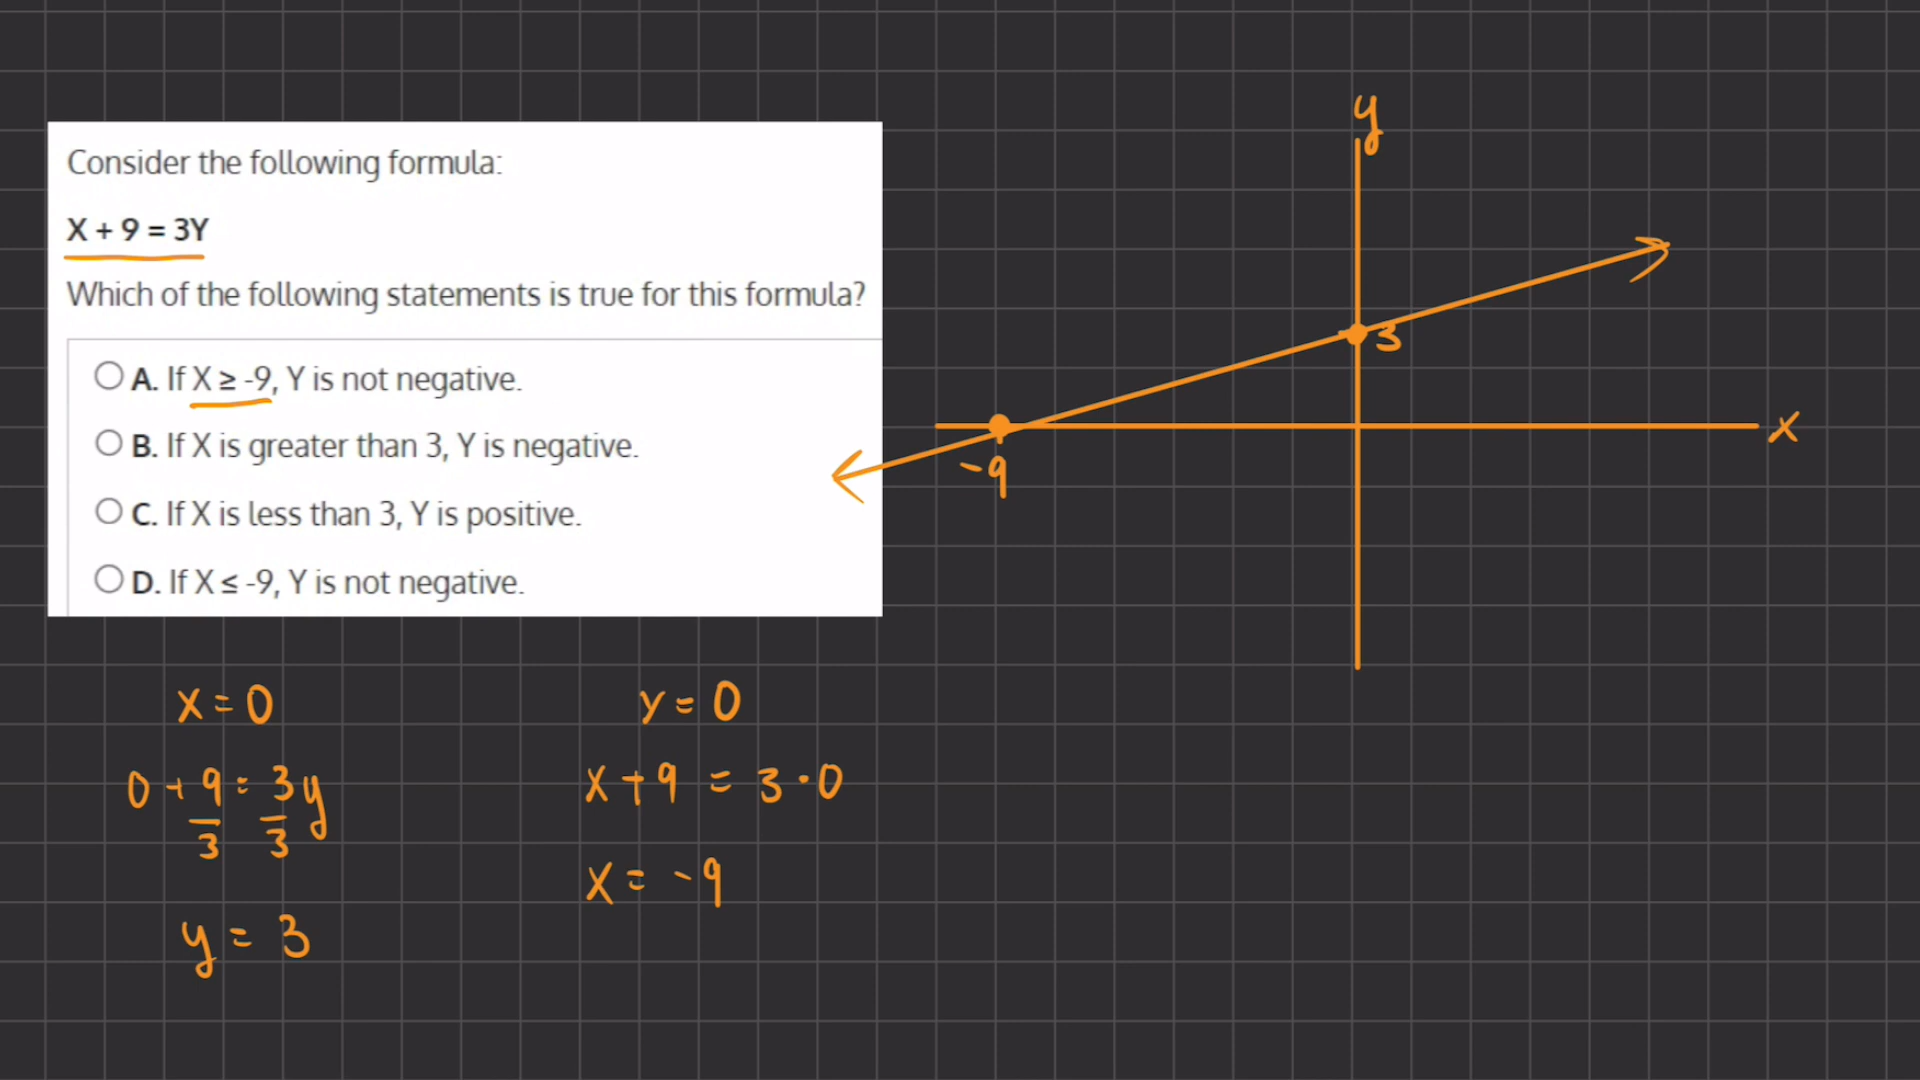 Consider the following formula:
X + 9 = 3Y
Which of the following statements is true for this formula?
A. If X ≥ -9, Y is not negative.
B. If X is greater than 3, Y is negative.
C. If X is less than 3, Y is positive.
D. If X ≤ -9, Y is not negative.
y
3
x
-9
x = 0
0 + 9 = 3y
3 3
y = 3
y = 0
x + 9 = 3 · 0
x = -9